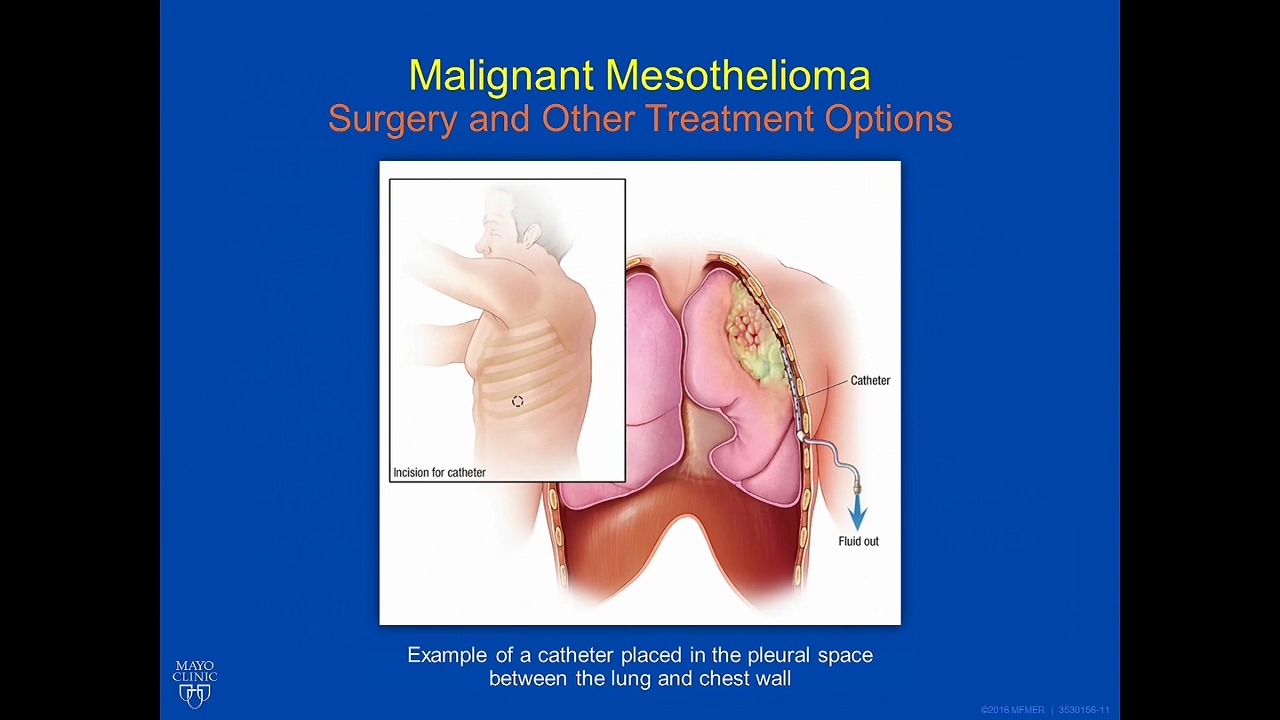 Malignant Mesothelioma
Surgery and Other Treatment Options
Incision for catheter
Catheter
Fluid out
Example of a catheter placed in the pleural space
between the lung and chest wall
MAYO
CLINIC
©2016 MFMER | 3530156-11